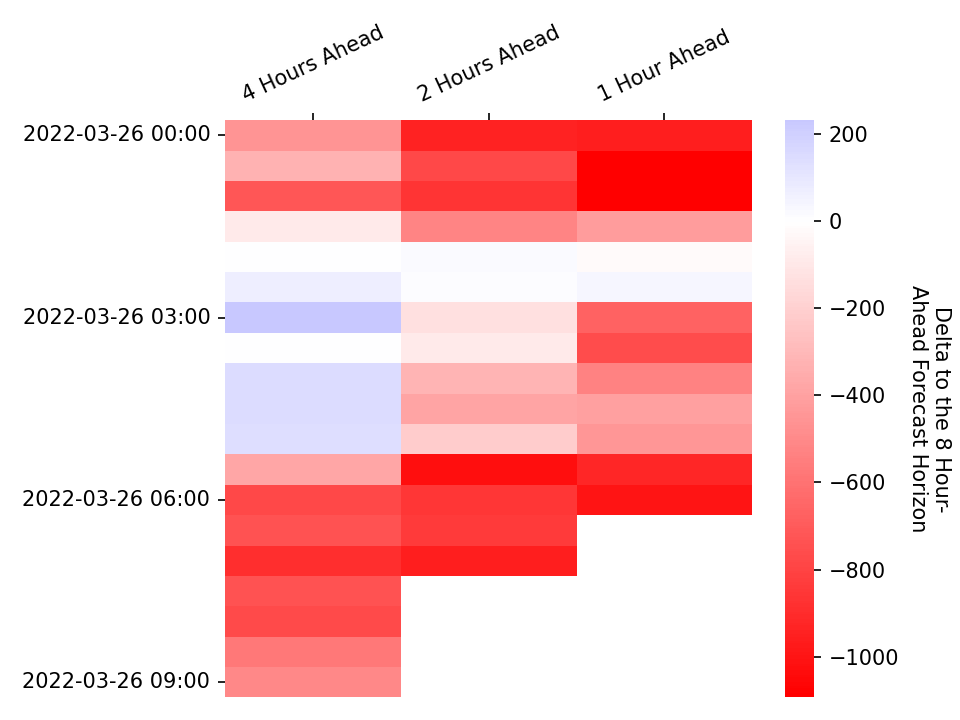 4 Hours Ahead
2 Hours Ahead
1 Hour Ahead
2022-03-26 00:00
2022-03-26 03:00
2022-03-26 06:00
2022-03-26 09:00
200
0
−200
−400
−600
−800
−1000
Delta to the 8 Hour-
Ahead Forecast Horizon